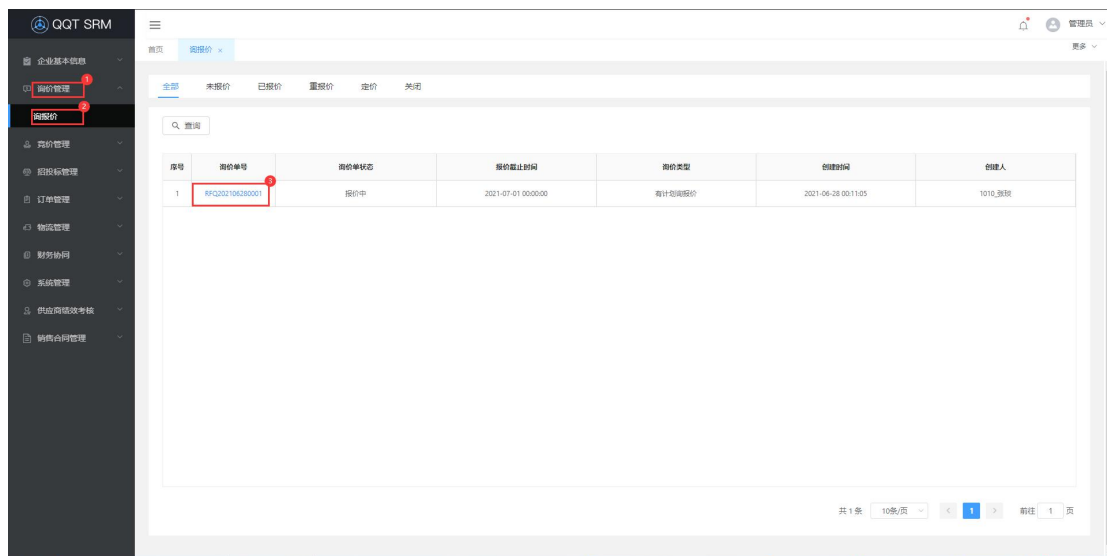 QQT SRM
管理员
首页 询报价 ×
更多
企业基本信息
询价管理 1
询报价 2
竞价管理
招投标管理
订单管理
物流管理
财务协同
系统管理
供应商绩效考核
销售合同管理
全部 未报价 已报价 重报价 定价 关闭
查询
序号 询价单号 询价单状态 报价截止时间 询价类型 创建时间 创建人
3
1 RFQ202106280001 报价中 2021-07-01 00:00:00 有计划询报价 2021-06-28 00:11:05 1010_张琰
共 1 条 10条/页 < 1 > 前往 1 页